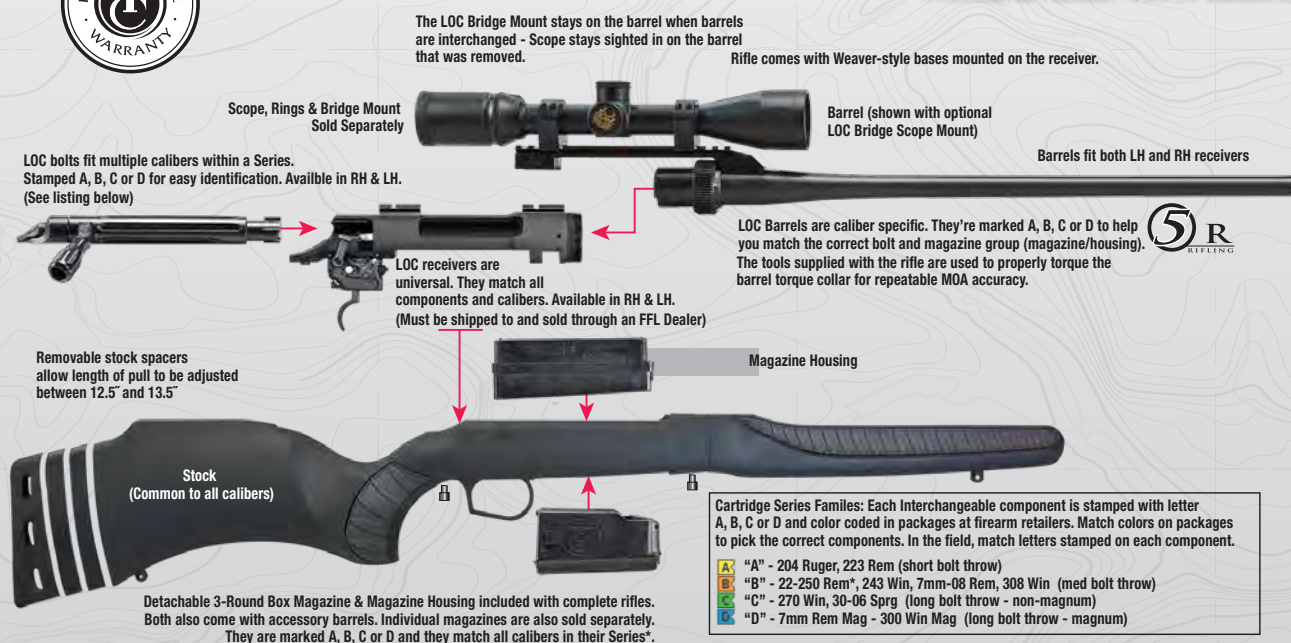 WARRANTY
The LOC Bridge Mount stays on the barrel when barrels
are interchanged - Scope stays sighted in on the barrel
that was removed.
Rifle comes with Weaver-style bases mounted on the receiver.
Scope, Rings & Bridge Mount
Sold Separately
Barrel (shown with optional
LOC Bridge Scope Mount)
Barrels fit both LH and RH receivers
LOC bolts fit multiple calibers within a Series.
Stamped A, B, C or D for easy identification. Availble in RH & LH.
(See listing below)
LOC Barrels are caliber specific. They're marked A, B, C or D to help
you match the correct bolt and magazine group (magazine/housing).
The tools supplied with the rifle are used to properly torque the
barrel torque collar for repeatable MOA accuracy.
5 R
RIFLING
LOC receivers are
universal. They match all
components and calibers. Available in RH & LH.
(Must be shipped to and sold through an FFL Dealer)
Removable stock spacers
allow length of pull to be adjusted
between 12.5˝ and 13.5˝
Magazine Housing
Stock
(Common to all calibers)
Cartridge Series Familes: Each Interchangeable component is stamped with letter
A, B, C or D and color coded in packages at firearm retailers. Match colors on packages
to pick the correct components. In the field, match letters stamped on each component.
A "A" - 204 Ruger, 223 Rem (short bolt throw)
B "B" - 22-250 Rem*, 243 Win, 7mm-08 Rem, 308 Win (med bolt throw)
C "C" - 270 Win, 30-06 Sprg (long bolt throw - non-magnum)
D "D" - 7mm Rem Mag - 300 Win Mag (long bolt throw - magnum)
Detachable 3-Round Box Magazine & Magazine Housing included with complete rifles.
Both also come with accessory barrels. Individual magazines are also sold separately.
They are marked A, B, C or D and they match all calibers in their Series*.